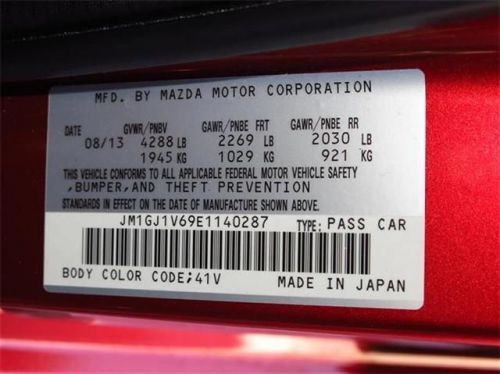 MFD. BY MAZDA MOTOR CORPORATION
DATE GVWR/PNBV GAWR/PNBE FRT GAWR/PNBE RR
08/13 4288 LB 2269 LB 2030 LB
1945 KG 1029 KG 921 KG
THIS VEHICLE CONFORMS TO ALL APPLICABLE FEDERAL MOTOR VEHICLE SAFETY
,BUMPER,AND THEFT PREVENTION
STANDARDS IN EFFECT ON THE DATE OF MANUFACTURE SHOWN ABOVE.
JM1GJ1V69E1140287 TYPE: PASS CAR
BODY COLOR CODE;41V MADE IN JAPAN